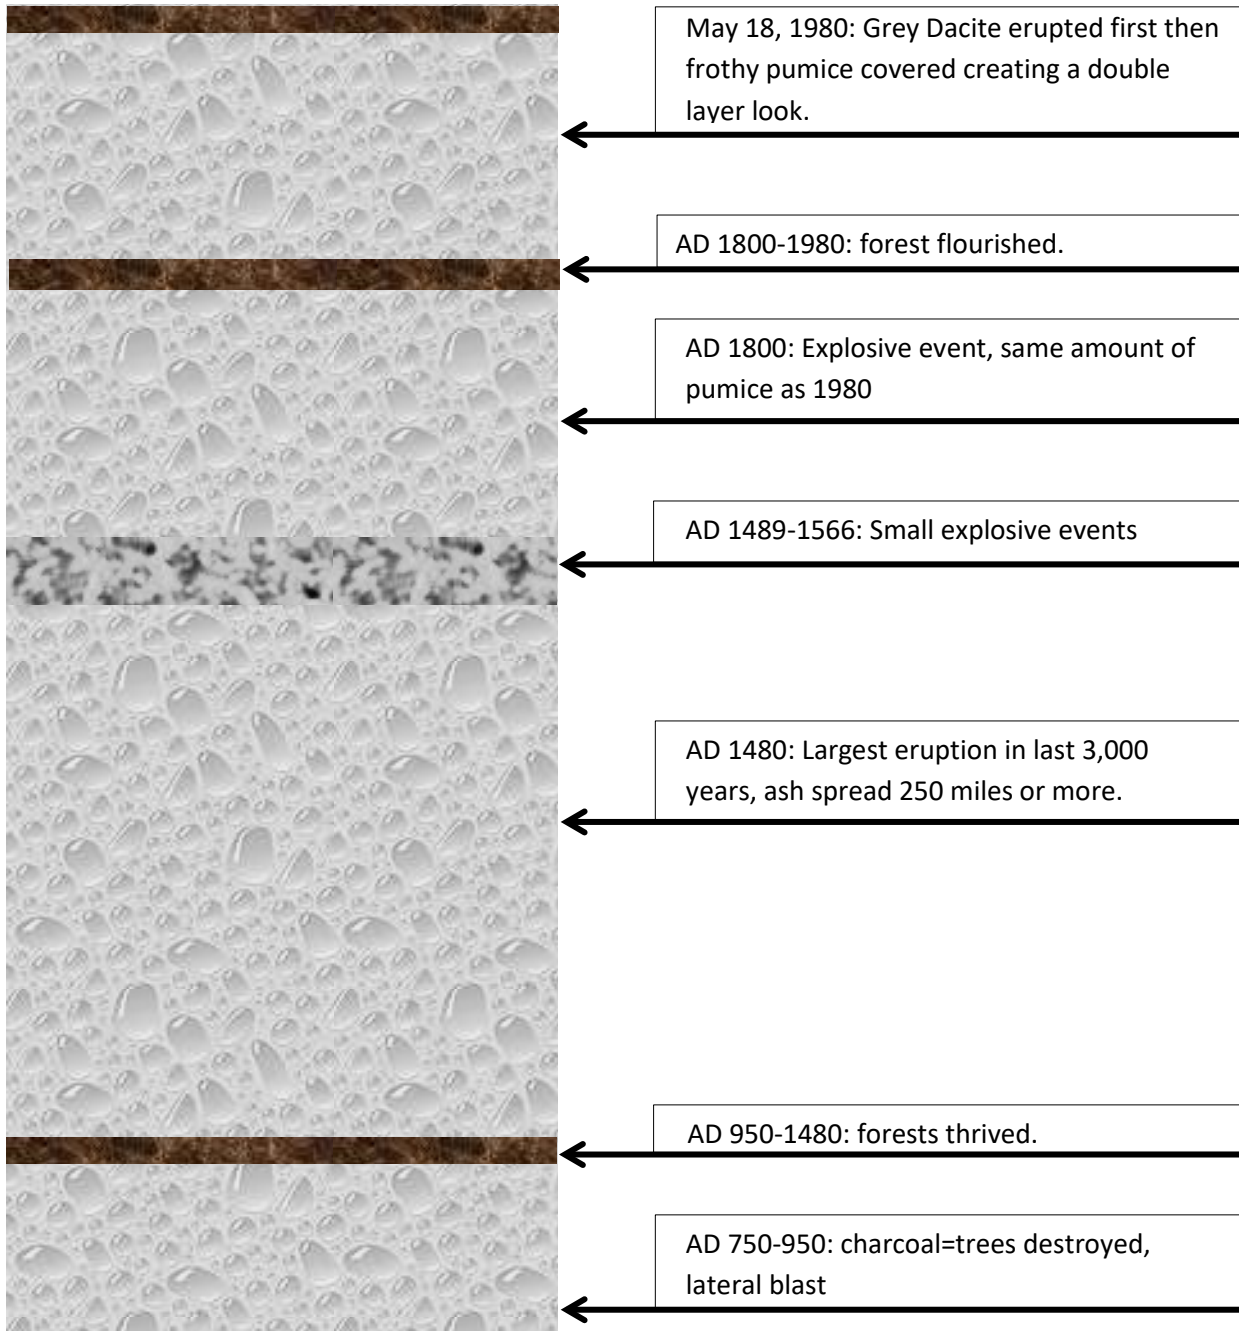 May 18, 1980: Grey Dacite erupted first then
frothy pumice covered creating a double
layer look.
AD 1800-1980: forest flourished.
AD 1800: Explosive event, same amount of
pumice as 1980
AD 1489-1566: Small explosive events
AD 1480: Largest eruption in last 3,000
years, ash spread 250 miles or more.
AD 950-1480: forests thrived.
AD 750-950: charcoal=trees destroyed,
lateral blast